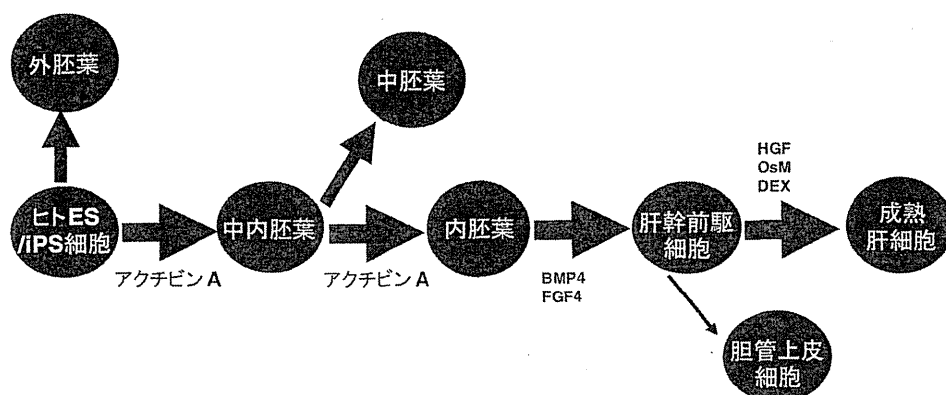 外胚葉
中胚葉
ヒトES
/iPS細胞
アクチビン A
中内胚葉
アクチビン A
内胚葉
BMP4
FGF4
肝幹前駆
細胞
HGF
OsM
DEX
成熟
肝細胞
胆管上皮
細胞